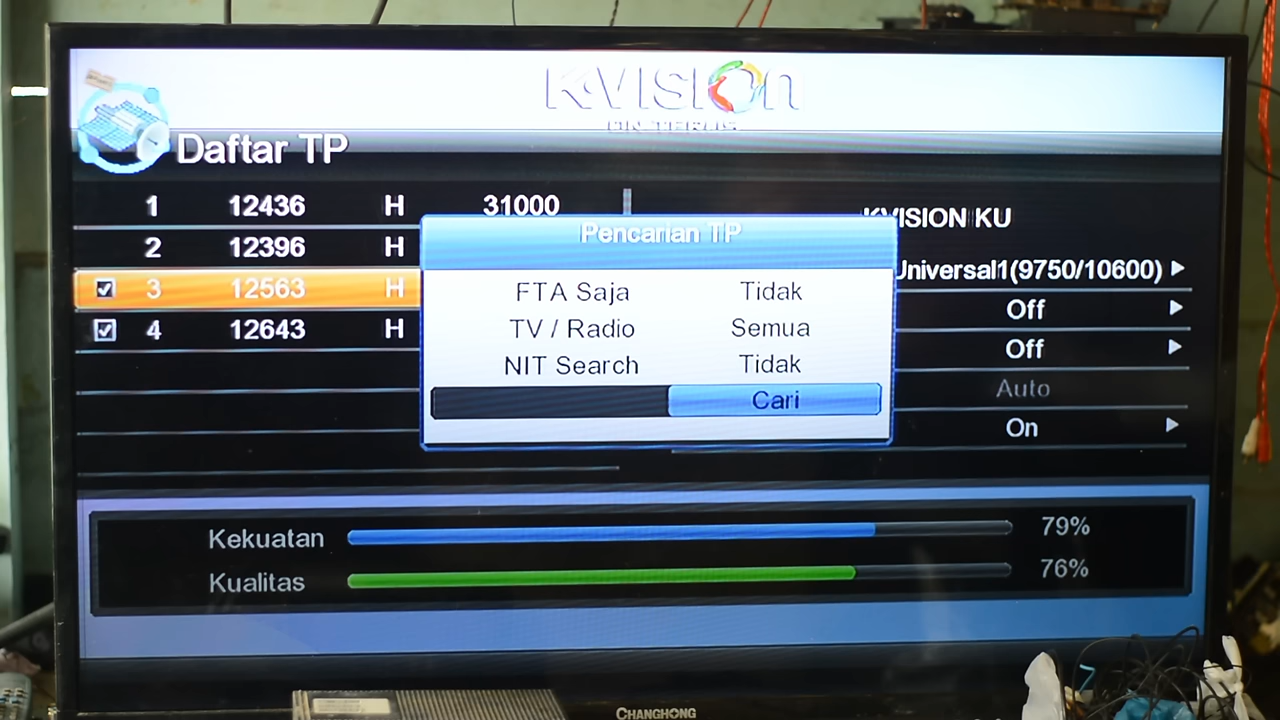 KVISION
UN TERUS
Daftar TP
1 12436 H 31000
2 12396 H
3 12563 H
4 12643 H
KVISION KU
Universal1(9750/10600)
Off
Off
Auto
On
Pencarian TP
FTA Saja Tidak
TV / Radio Semua
NIT Search Tidak
Cari
Kekuatan 79%
Kualitas 76%
CHANGHONG